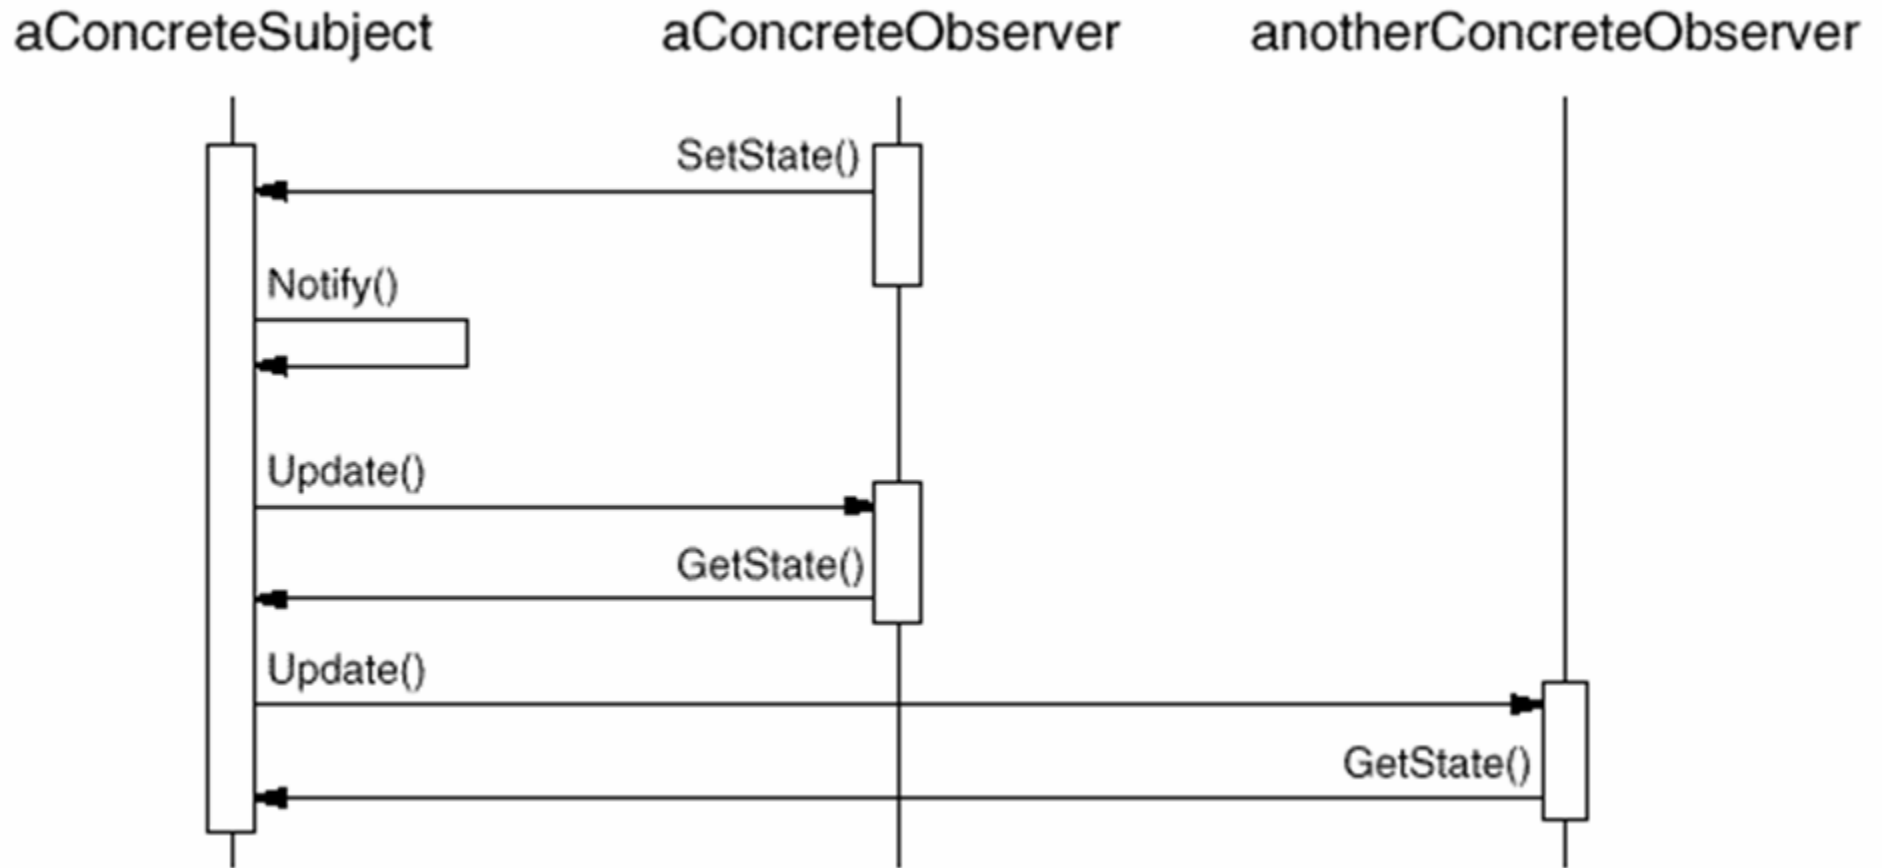 aConcreteSubject
aConcreteObserver
anotherConcreteObserver
SetState()
Notify()
Update()
GetState()
Update()
GetState()